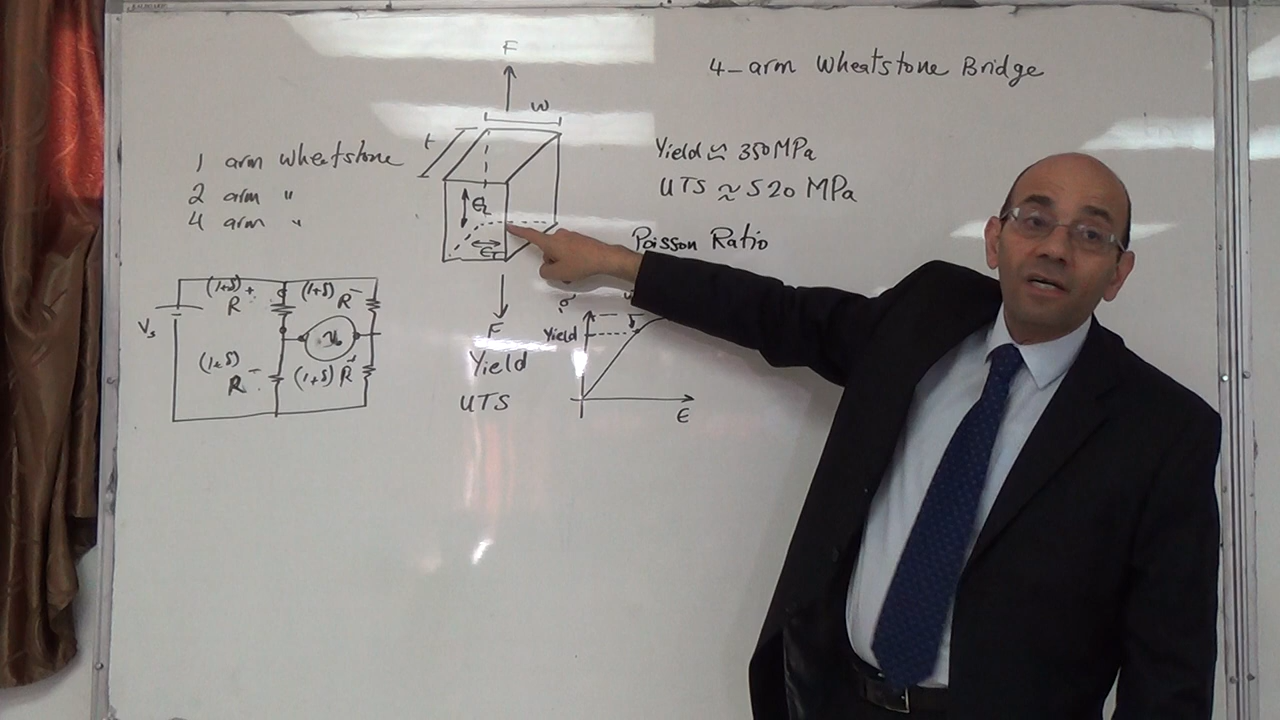 4-arm Wheatstone Bridge
F
w
t
1 arm Wheatstone
2 arm "
4 arm "
Yield ≈ 350MPa
UTS ≈ 520 MPa
Poisson Ratio
ϵL
ϵT
F
Yield
UTS
Vs
(1+δ) R +
(1+δ) R -
(1+δ) R -
(1+δ) R
σ
Yield
ϵ